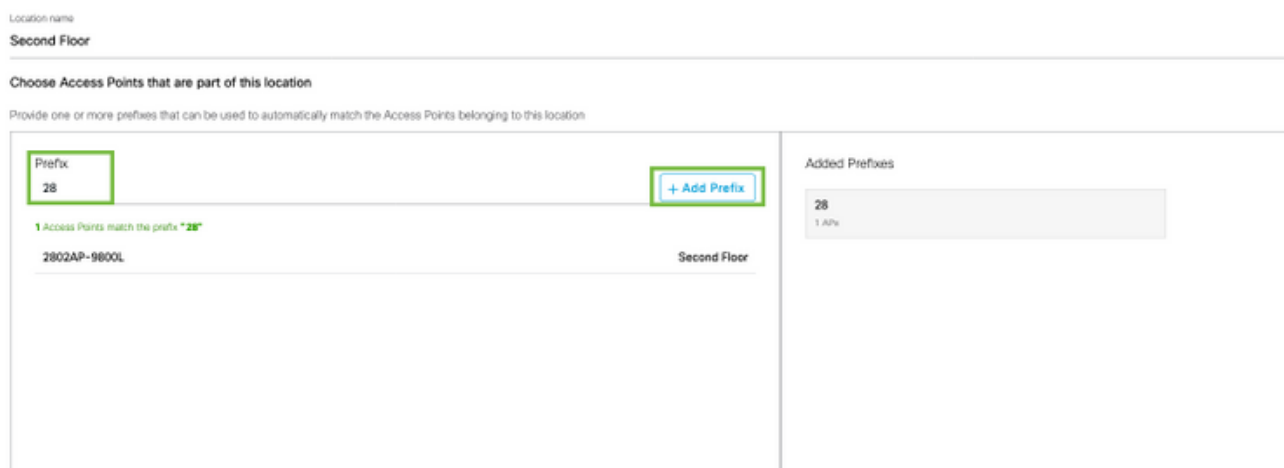 Location name
Second Floor
Choose Access Points that are part of this location
Provide one or more prefixes that can be used to automatically match the Access Points belonging to this location
Prefix
28
+ Add Prefix
1 Access Points match the prefix "28"
2802AP-9800L
Second Floor
Added Prefixes
28
1 APs